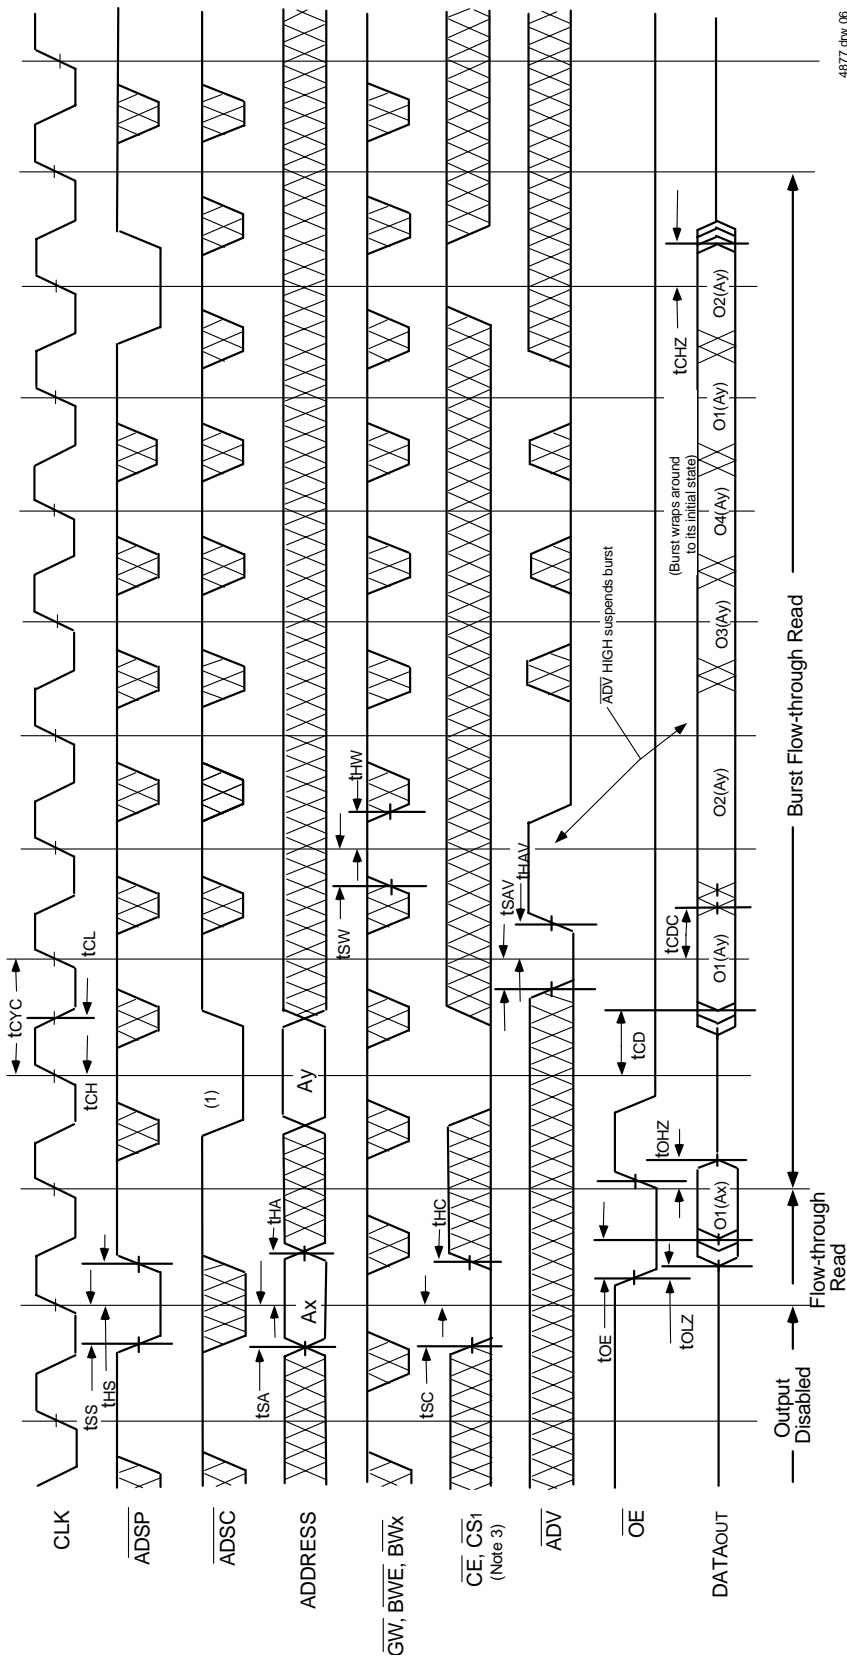 CLK
ADSP
ADSC
ADDRESS
GW, BWE, BWx
CE, CS1
(Note 3)
ADV
OE
DATAOUT
tCYC
tCH
tCL
tSS
tHS
(1)
tSA
tHA
Ax
Ay
tSW
tHW
tSC
tHC
tSAV
tHAV
ADV HIGH suspends burst
tOE
tOHZ
tOLZ
tCD
tCDC
(Burst wraps around
to its initial state)
tCHZ
O1(Ax)
O1(Ay)
O2(Ay)
O3(Ay)
O4(Ay)
O1(Ay)
O2(Ay)
Output
Disabled
Flow-through
Read
Burst Flow-through Read
4877 drw 06